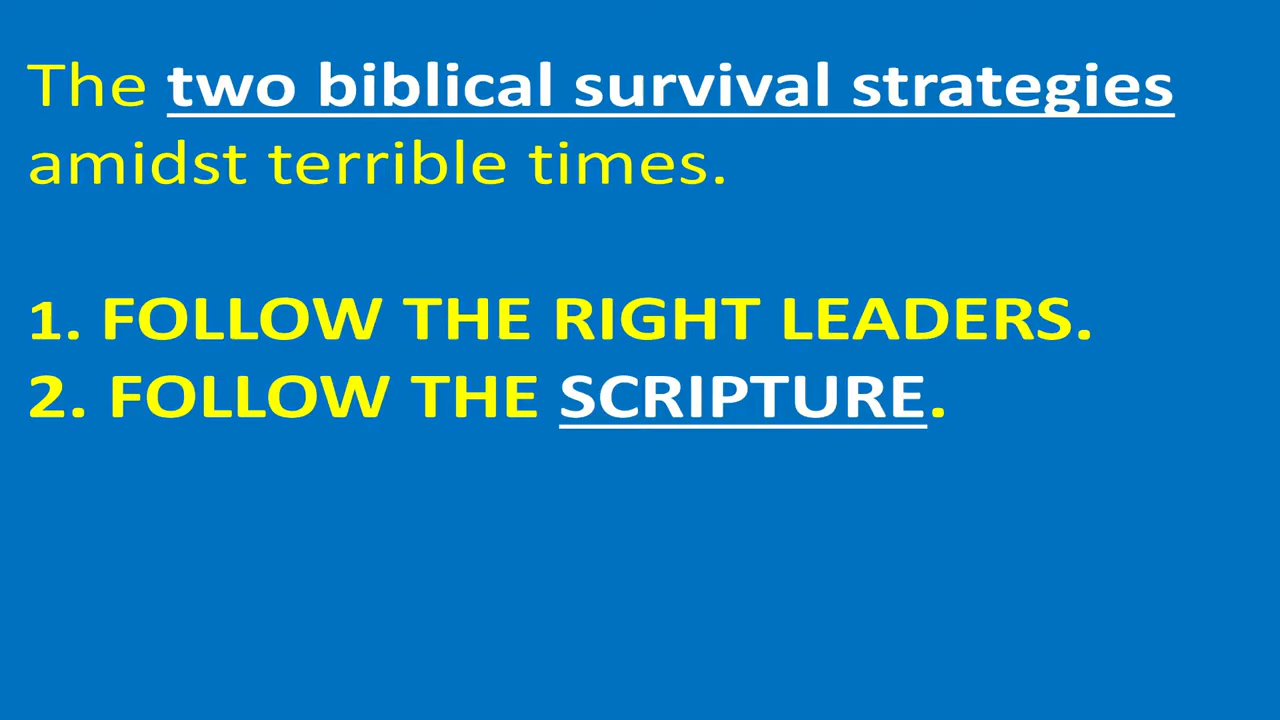 The two biblical survival strategies
amidst terrible times.
1. FOLLOW THE RIGHT LEADERS.
2. FOLLOW THE SCRIPTURE.